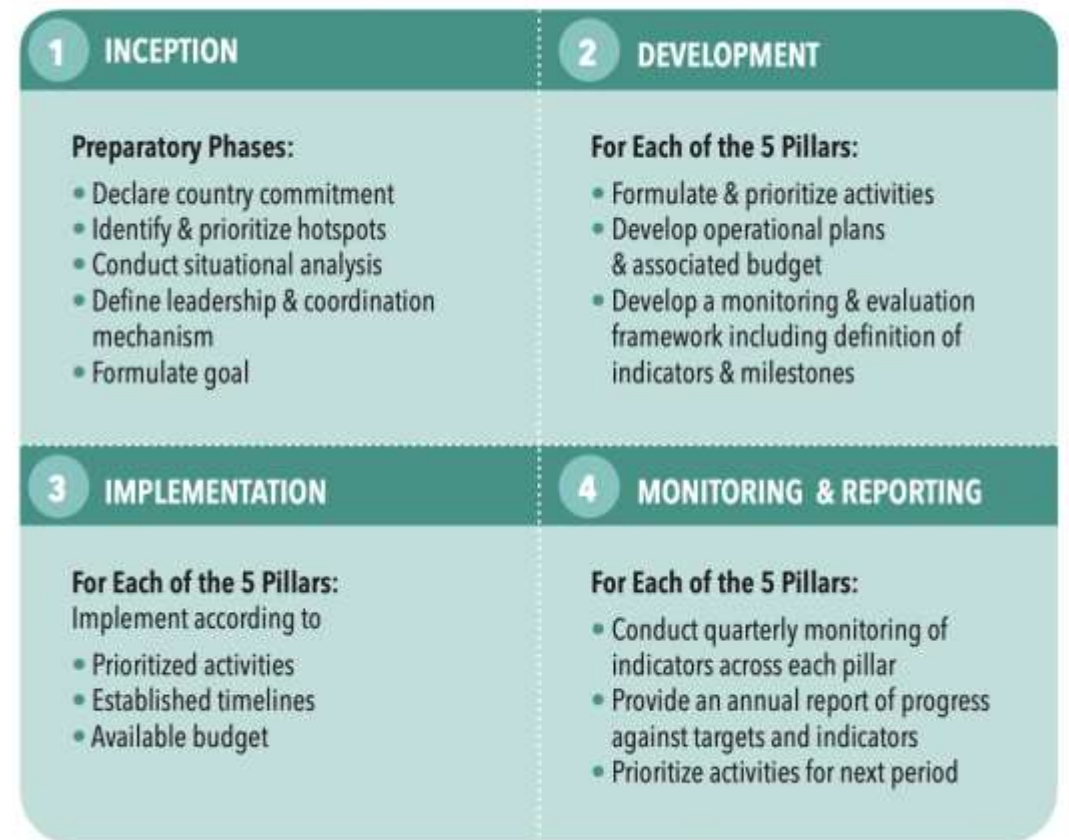 1 INCEPTION
Preparatory Phases:
• Declare country commitment
• Identify & prioritize hotspots
• Conduct situational analysis
• Define leadership & coordination
mechanism
• Formulate goal
2 DEVELOPMENT
For Each of the 5 Pillars:
• Formulate & prioritize activities
• Develop operational plans
& associated budget
• Develop a monitoring & evaluation
framework including definition of
indicators & milestones
3 IMPLEMENTATION
For Each of the 5 Pillars:
Implement according to
• Prioritized activities
• Established timelines
• Available budget
4 MONITORING & REPORTING
For Each of the 5 Pillars:
• Conduct quarterly monitoring of
indicators across each pillar
• Provide an annual report of progress
against targets and indicators
• Prioritize activities for next period